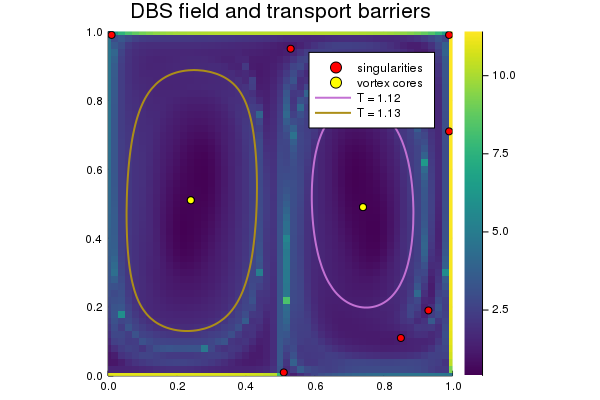 DBS field and transport barriers
singularities
vortex cores
T = 1.12
T = 1.13
1.0
0.8
0.6
0.4
0.2
0.0
0.0 0.2 0.4 0.6 0.8 1.0
10.0
7.5
5.0
2.5